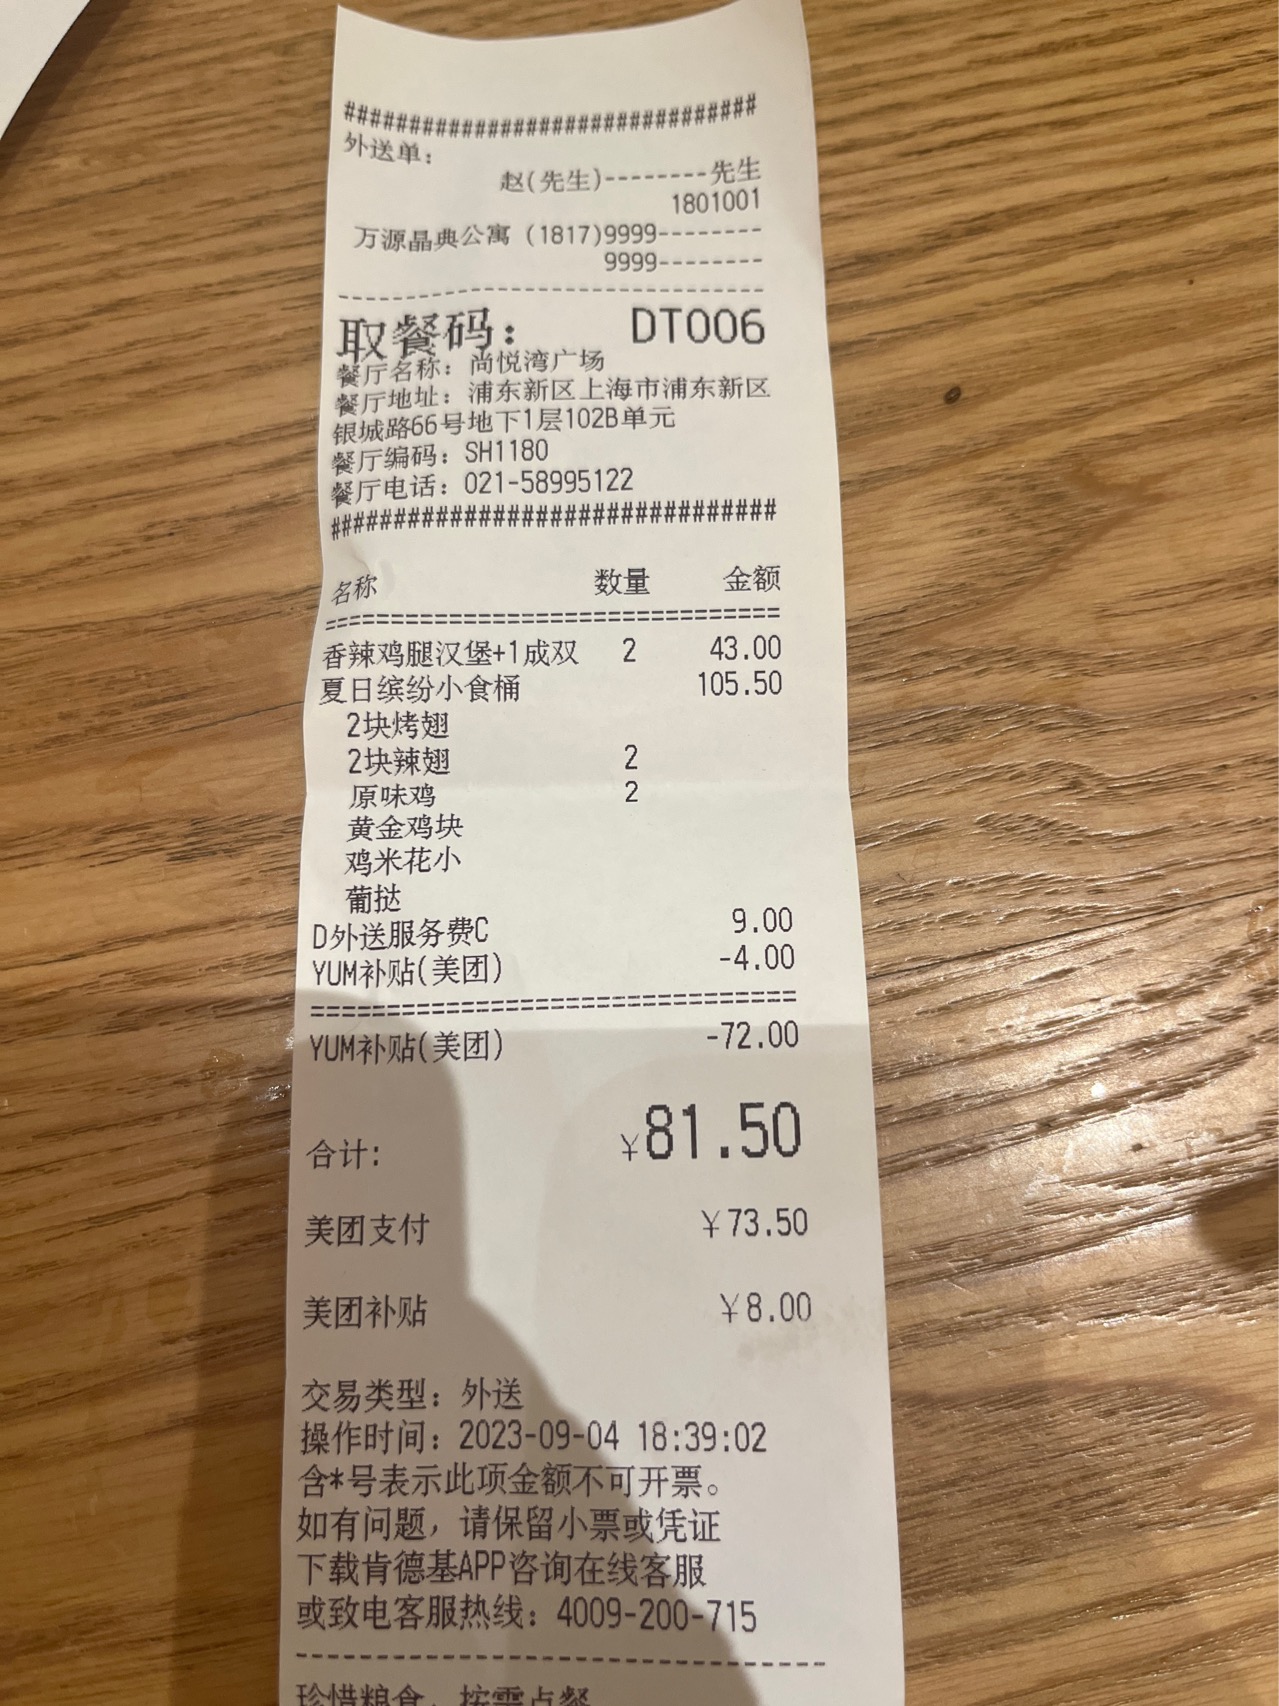 ################################
外送单：
赵(先生)--------先生
1801001
万源晶典公寓 (1817)9999--------
9999--------
--------------------------------
取餐码： DT006
餐厅名称：尚悦湾广场
餐厅地址：浦东新区上海市浦东新区
银城路66号地下1层102B单元
餐厅编码：SH1180
餐厅电话：021-58995122
################################
名称 数量 金额
================================
香辣鸡腿汉堡+1成双 2 43.00
夏日缤纷小食桶 105.50
2块烤翅
2块辣翅 2
原味鸡 2
黄金鸡块
鸡米花小
葡挞
D外送服务费C 9.00
YUM补贴(美团) -4.00
================================
YUM补贴(美团) -72.00
合计: ¥81.50
美团支付 ¥73.50
美团补贴 ¥8.00
交易类型：外送
操作时间：2023-09-04 18:39:02
含*号表示此项金额不可开票。
如有问题，请保留小票或凭证
下载肯德基APP咨询在线客服
或致电客服热线：4009-200-715
--------------------------------
珍惜粮食，按需点餐